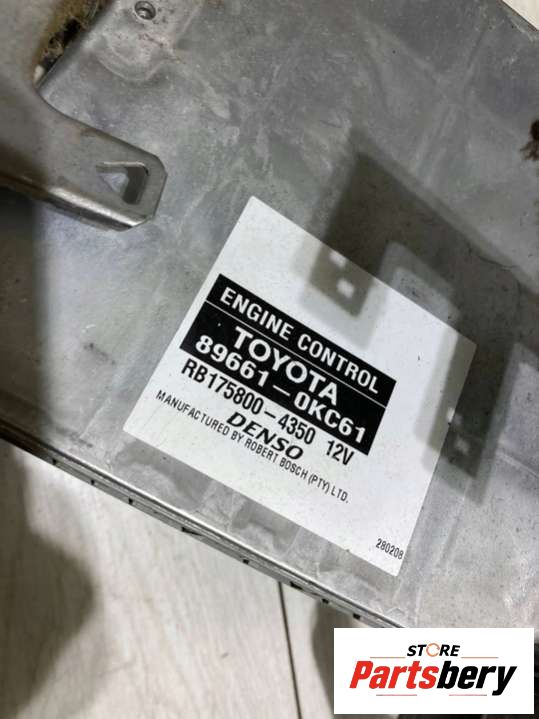 ENGINE CONTROL
TOYOTA
89661-0KC61
RB175800-4350 12V
DENSO
MANUFACTURED BY ROBERT BOSCH (PTY) LTD.
280208
STORE
Partsbery